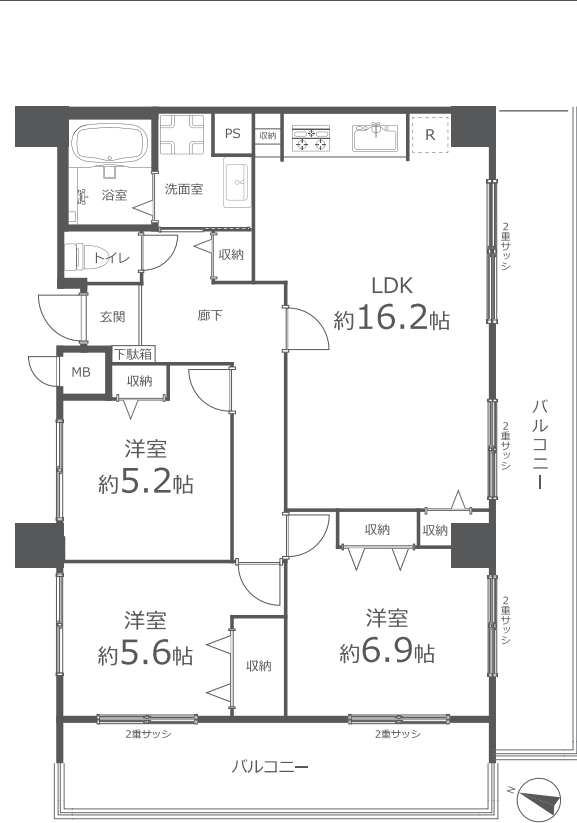 PS
収納
R
浴室
洗面室
トイレ
収納
2重サッシ
LDK
約16.2帖
玄関
廊下
下駄箱
MB
収納
洋室
約5.2帖
バルコニー
2重サッシ
収納
収納
洋室
約5.6帖
収納
洋室
約6.9帖
2重サッシ
2重サッシ
2重サッシ
バルコニー
N